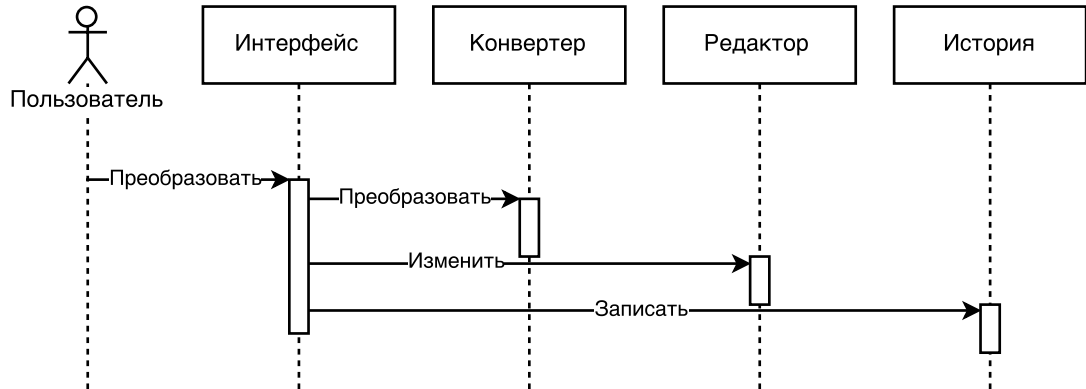 Интерфейс
Конвертер
Редактор
История
Пользователь
Преобразовать
Преобразовать
Изменить
Записать